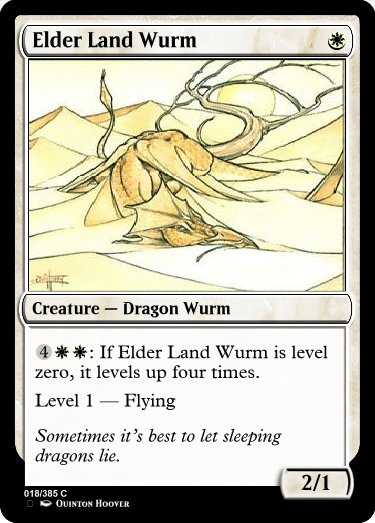 Elder Land Wurm
Creature — Dragon Wurm
4: If Elder Land Wurm is level
zero, it levels up four times.
Level 1 — Flying
Sometimes it's best to let sleeping
dragons lie.
2/1
018/385 C
Quinton Hoover